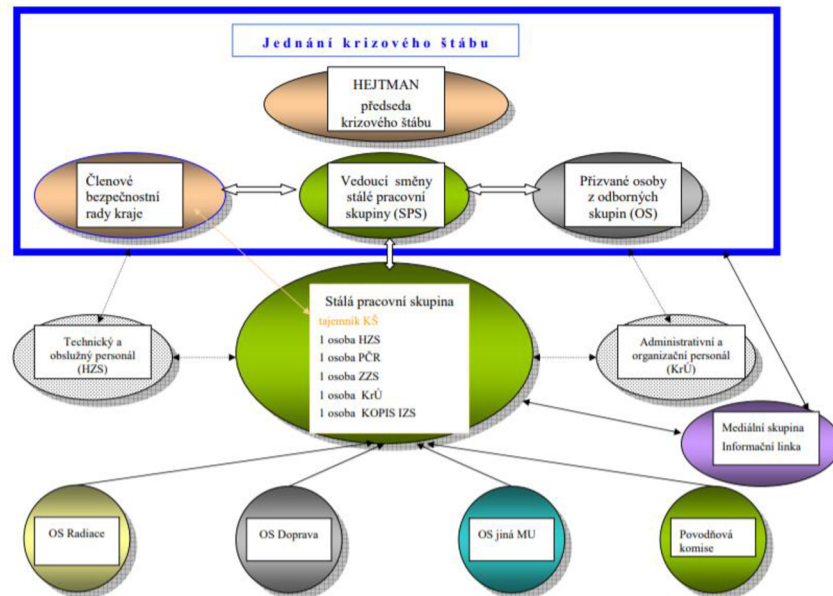 Jednání krizového štábu
HEJTMAN
předseda
krizového štábu
Členové
bezpečnostní
rady kraje
Vedoucí směny
stálé pracovní
skupiny (SPS)
Přizvané osoby
z odborných
skupin (OS)
Stálá pracovní skupina
tajemník KŠ
1 osoba HZS
1 osoba PČR
1 osoba ZZS
1 osoba KrÚ
1 osoba KOPIS IZS
Technický a
obslužný personál
(HZS)
Administrativní a
organizační personál
(KrÚ)
Mediální skupina
Informační linka
OS Radiace
OS Doprava
OS jiná MU
Povodňová
komise